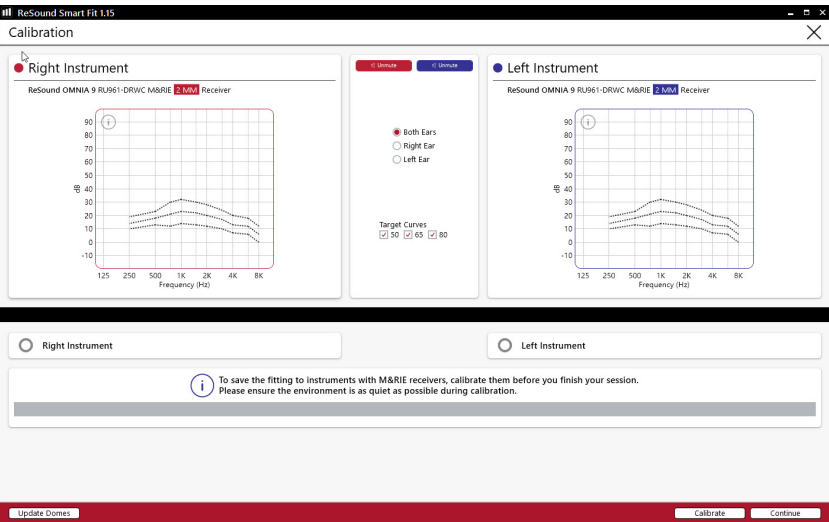 ReSound Smart Fit 1.15
Calibration
Right Instrument
ReSound OMNIA 9 RU961-DRWC M&RIE 2 MM Receiver
90
80
70
60
50
40
30
20
10
0
-10
dB
125 250 500 1K 2K 4K 8K
Frequency (Hz)
Unmute
Unmute
Both Ears
Right Ear
Left Ear
Target Curves
50 65 80
Left Instrument
ReSound OMNIA 9 RU961-DRWC M&RIE 2 MM Receiver
90
80
70
60
50
40
30
20
10
0
-10
dB
125 250 500 1K 2K 4K 8K
Frequency (Hz)
Right Instrument
Left Instrument
To save the fitting to instruments with M&RIE receivers, calibrate them before you finish your session.
Please ensure the environment is as quiet as possible during calibration.
Update Domes
Calibrate
Continue